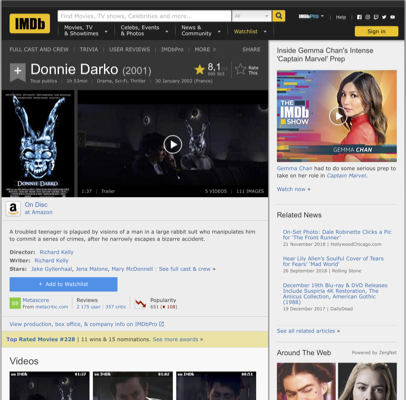 IMDb
Find Movies, TV shows, Celebrities and more...
All
IMDbPro
Help
Movies, TV & Showtimes
Celebs, Events & Photos
News & Community
Watchlist
Sign in
FULL CAST AND CREW | TRIVIA | USER REVIEWS | IMDbPro | MORE
SHARE
Donnie Darko (2001)
8,1
Rate This
Tous publics | 1h 53min | Drama, Sci-Fi, Thriller | 30 January 2002 (France)
DONNIE DARKO
1:37 | Trailer
5 VIDEOS | 111 IMAGES
On Disc
at Amazon
A troubled teenager is plagued by visions of a man in a large rabbit suit who manipulates him
to commit a series of crimes, after he narrowly escapes a bizarre accident.
Director: Richard Kelly
Writer: Richard Kelly
Stars: Jake Gyllenhaal, Jena Malone, Mary McDonnell | See full cast & crew »
+ Add to Watchlist
88
Metascore
From metacritic.com
Reviews
2 175 user | 357 critic
Popularity
651
View production, box office, & company info on IMDbPro
Top Rated Movies #228 | 11 wins & 15 nominations. See more awards »
Videos
01:37
00:51
Inside Gemma Chan's Intense
'Captain Marvel' Prep
THE
IMDb
SHOW
GEMMA CHAN
Gemma Chan had to do some serious prep to
take on her role in Captain Marvel.
Watch now »
Related News
On-Set Photo: Dale Robinette Clicks a Pic
for 'The Front Runner'
21 November 2018 | HollywoodChicago.com
Hear Lily Allen's Soulful Cover of Tears
for Fears' 'Mad World'
26 September 2018 | Rolling Stone
December 19th Blu-ray & DVD Releases
Include Suspiria 4K Restoration, The
Amicus Collection, American Gothic
(1988)
19 December 2017 | DailyDead
See all related articles »
Around The Web
Powered by ZergNet